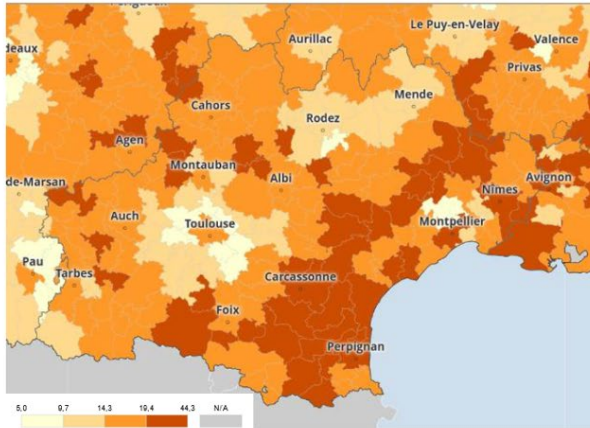 Périgueux
Aurillac
Le Puy-en-Velay
deaux
Valence
Privas
Cahors
Mende
Rodez
Agen
Montauban
Albi
Avignon
de-Marsan
Nîmes
Auch
Toulouse
Montpellier
Pau
Tarbes
Carcassonne
Foix
Perpignan
5,0 9,7 14,3 19,4 44,3 N/A